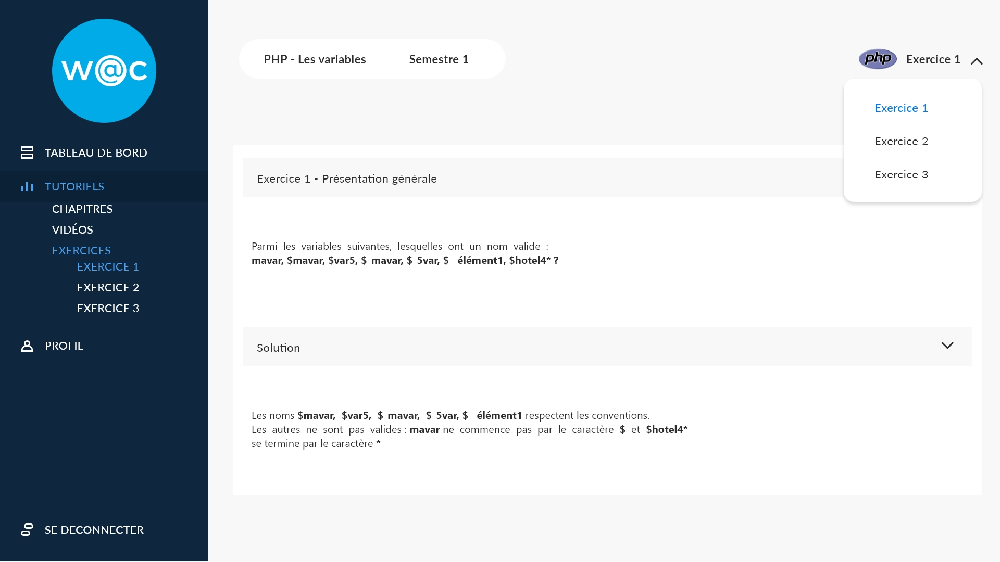 w@c
TABLEAU DE BORD
TUTORIELS
CHAPITRES
VIDÉOS
EXERCICES
EXERCICE 1
EXERCICE 2
EXERCICE 3
PROFIL
SE DECONNECTER
PHP - Les variables Semestre 1
php Exercice 1
Exercice 1
Exercice 2
Exercice 3
Exercice 1 - Présentation générale
Parmi les variables suivantes, lesquelles ont un nom valide :
mavar, $mavar, $var5, $_mavar, $_5var, $__élément1, $hotel4* ?
Solution
Les noms $mavar, $var5, $_mavar, $_5var, $__élément1 respectent les conventions.
Les autres ne sont pas valides : mavar ne commence pas par le caractère $ et $hotel4*
se termine par le caractère *